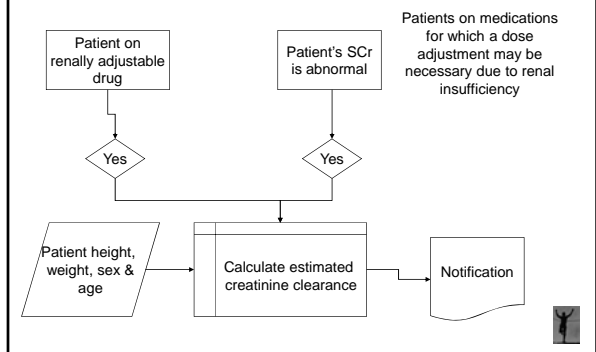 Patient on
renally adjustable
drug
Patient's SCr
is abnormal
Patients on medications
for which a dose
adjustment may be
necessary due to renal
insufficiency
Yes
Yes
Patient height,
weight, sex &
age
Calculate estimated
creatinine clearance
Notification